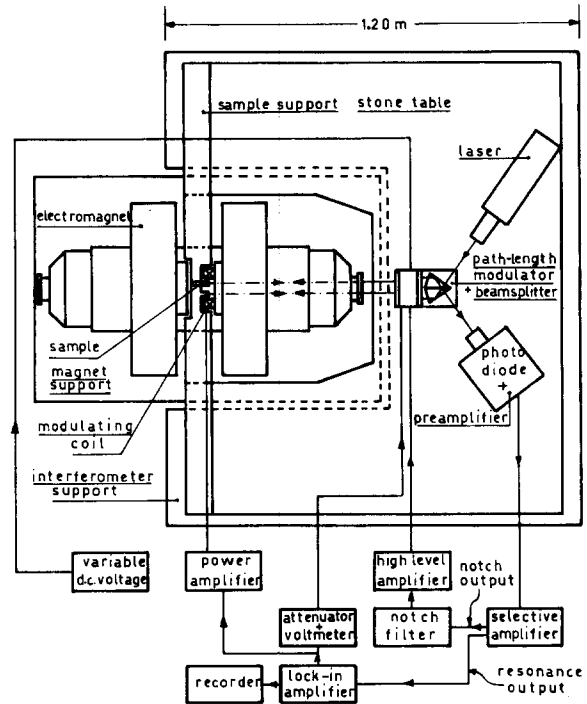 1.20 m
sample support stone table
laser
electromagnet
path-length
modulator
+ beamsplitter
sample
magnet
support
photo
diode
+
preamplifier
modulating
coil
interferometer
support
variable
d.c. voltage
power
amplifier
high level
amplifier
notch
output
attenuator
+
voltmeter
notch
filter
selective
amplifier
recorder
lock-in
amplifier
resonance
output